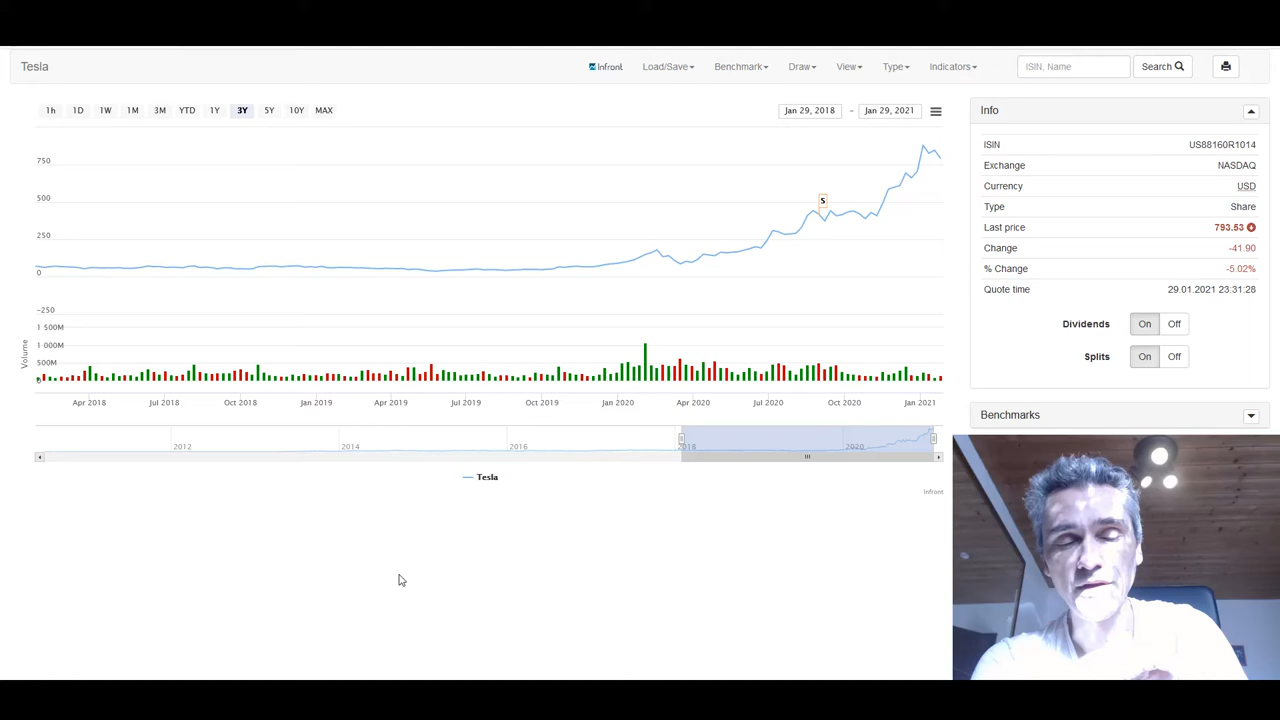 Tesla
Infront Load/Save Benchmark Draw View Type Indicators ISIN, Name Search
1h 1D 1W 1M 3M YTD 1Y 3Y 5Y 10Y MAX
Jan 29, 2018 – Jan 29, 2021
750
500
250
0
−250
S
1 500M
1 000M
500M
0
Volume
Apr 2018 Jul 2018 Oct 2018 Jan 2019 Apr 2019 Jul 2019 Oct 2019 Jan 2020 Apr 2020 Jul 2020 Oct 2020 Jan 2021
2012 2014 2016 2018 2020
Tesla
Infront
Info
ISIN US88160R1014
Exchange NASDAQ
Currency USD
Type Share
Last price 793.53
Change -41.90
% Change -5.02%
Quote time 29.01.2021 23:31:28
Dividends On Off
Splits On Off
Benchmarks